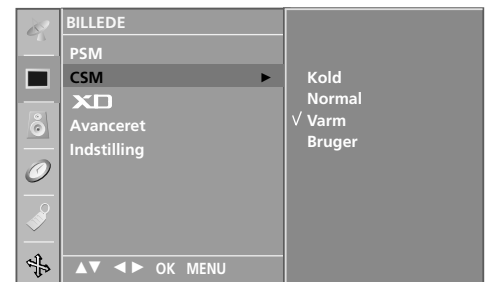 BILLEDE
PSM
CSM ►
XD
Avanceret
Indstilling
▲▼ ◄► OK MENU
Kold
Normal
√ Varm
Bruger